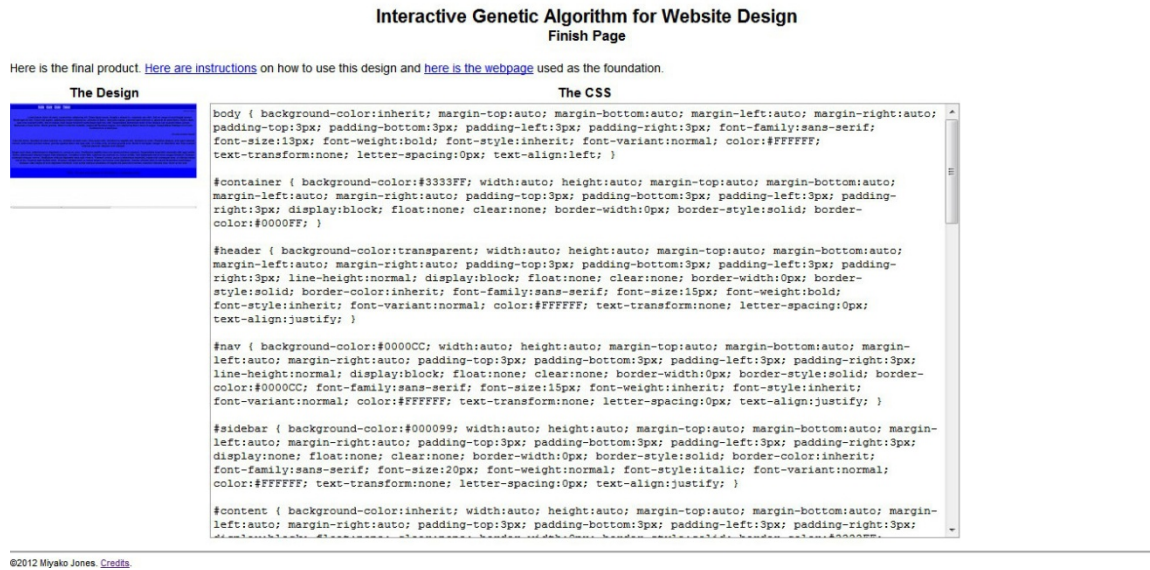 Interactive Genetic Algorithm for Website Design
Finish Page
Here is the final product. Here are instructions on how to use this design and here is the webpage used as the foundation.
The Design
The CSS
body { background-color:inherit; margin-top:auto; margin-bottom:auto; margin-left:auto; margin-right:auto;
padding-top:3px; padding-bottom:3px; padding-left:3px; padding-right:3px; font-family:sans-serif;
font-size:13px; font-weight:bold; font-style:inherit; font-variant:normal; color:#FFFFFF;
text-transform:none; letter-spacing:0px; text-align:left; }
#container { background-color:#3333FF; width:auto; height:auto; margin-top:auto; margin-bottom:auto;
margin-left:auto; margin-right:auto; padding-top:3px; padding-bottom:3px; padding-left:3px; padding-
right:3px; display:block; float:none; clear:none; border-width:0px; border-style:solid; border-
color:#0000FF; }
#header { background-color:transparent; width:auto; height:auto; margin-top:auto; margin-bottom:auto;
margin-left:auto; margin-right:auto; padding-top:3px; padding-bottom:3px; padding-left:3px; padding-
right:3px; line-height:normal; display:block; float:none; clear:none; border-width:0px; border-
style:solid; border-color:inherit; font-family:sans-serif; font-size:15px; font-weight:bold;
font-style:inherit; font-variant:normal; color:#FFFFFF; text-transform:none; letter-spacing:0px;
text-align:justify; }
#nav { background-color:#0000CC; width:auto; height:auto; margin-top:auto; margin-bottom:auto; margin-
left:auto; margin-right:auto; padding-top:3px; padding-bottom:3px; padding-left:3px; padding-right:3px;
line-height:normal; display:block; float:none; clear:none; border-width:0px; border-style:solid; border-
color:#0000CC; font-family:sans-serif; font-size:15px; font-weight:inherit; font-style:inherit;
font-variant:normal; color:#FFFFFF; text-transform:none; letter-spacing:0px; text-align:justify; }
#sidebar { background-color:#000099; width:auto; height:auto; margin-top:auto; margin-bottom:auto; margin-
left:auto; margin-right:auto; padding-top:3px; padding-bottom:3px; padding-left:3px; padding-right:3px;
display:none; float:none; clear:none; border-width:0px; border-style:solid; border-color:inherit;
font-family:sans-serif; font-size:20px; font-weight:normal; font-style:italic; font-variant:normal;
color:#FFFFFF; text-transform:none; letter-spacing:0px; text-align:justify; }
#content { background-color:inherit; width:auto; height:auto; margin-top:auto; margin-bottom:auto; margin-
left:auto; margin-right:auto; padding-top:3px; padding-bottom:3px; padding-left:3px; padding-right:3px;
©2012 Miyako Jones. Credits.